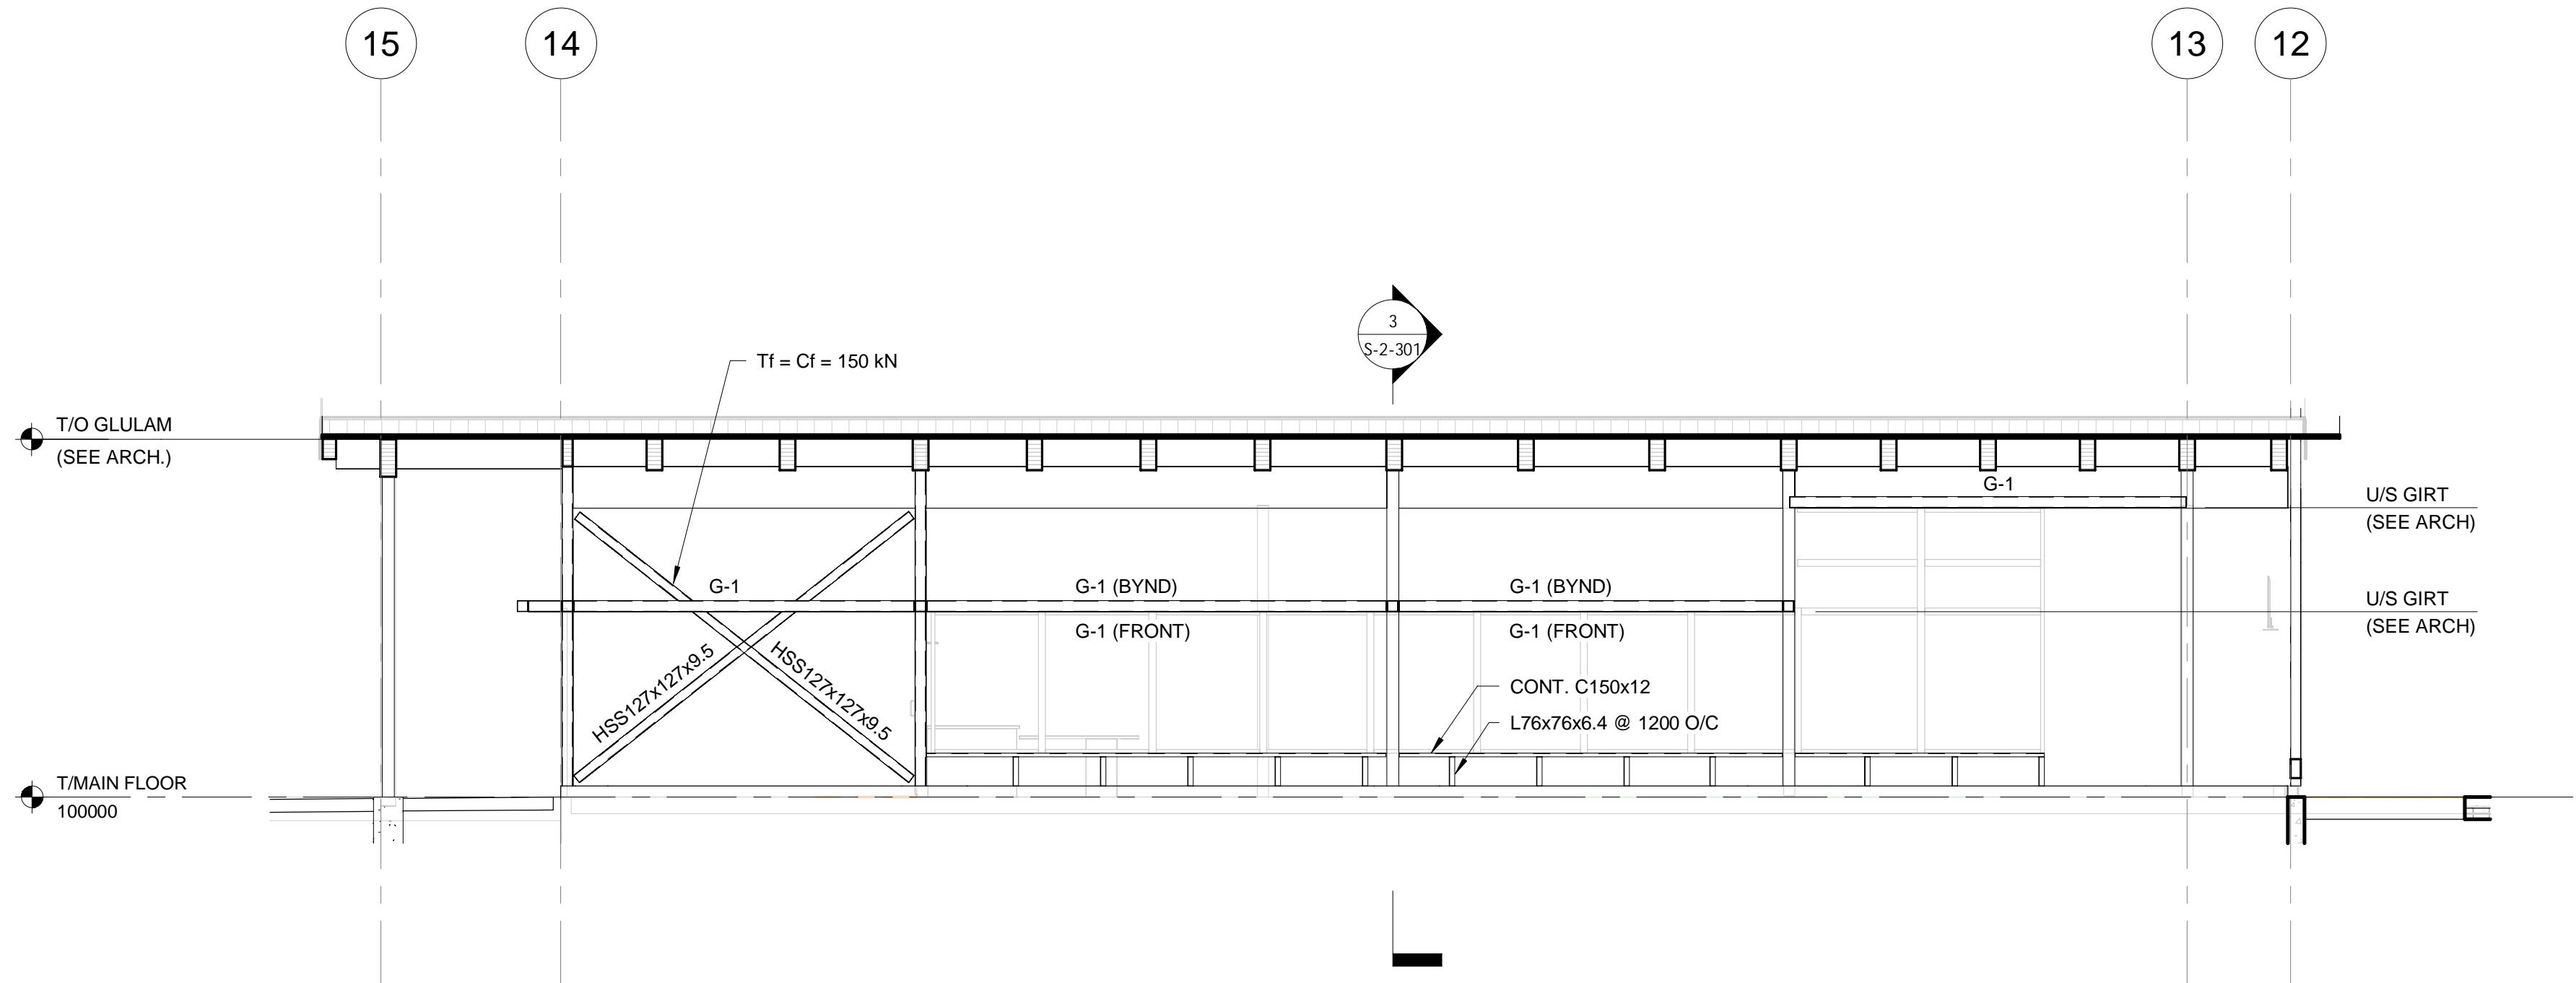 15
14
13
12
3
S-2-301
Tf = Cf = 150 kN
T/O GLULAM
(SEE ARCH.)
G-1
U/S GIRT
(SEE ARCH)
G-1
G-1 (BYND)
G-1 (BYND)
U/S GIRT
(SEE ARCH)
G-1 (FRONT)
G-1 (FRONT)
HSS127x127x9.5
HSS127x127x9.5
CONT. C150x12
L76x76x6.4 @ 1200 O/C
T/MAIN FLOOR
100000